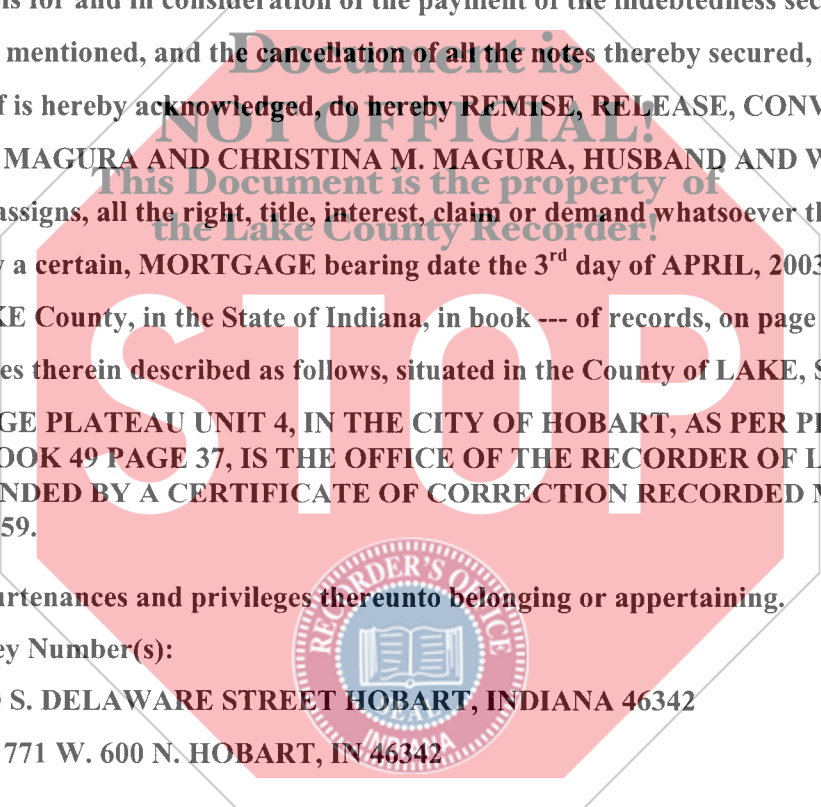 ois for and in consideration of the payment of the indebtedness sec
mentioned, and the cancellation of all the notes thereby secured,
Document is
f is hereby acknowledged, do hereby REMISE, RELEASE, CONV
NOT OFFICIAL!
MAGURA AND CHRISTINA M. MAGURA, HUSBAND AND W
This Document is the property of
assigns, all the right, title, interest, claim or demand whatsoever th
the Lake County Recorder!
y a certain, MORTGAGE bearing date the 3rd day of APRIL, 2003
KE County, in the State of Indiana, in book --- of records, on page
es therein described as follows, situated in the County of LAKE, S
STOP
GE PLATEAU UNIT 4, IN THE CITY OF HOBART, AS PER PL
OOK 49 PAGE 37, IS THE OFFICE OF THE RECORDER OF L
NDED BY A CERTIFICATE OF CORRECTION RECORDED M
59.
urtenances and privileges thereunto belonging or appertaining.
ey Number(s):
S. DELAWARE STREET HOBART, INDIANA 46342
771 W. 600 N. HOBART, IN 46342
RECORDER'S OFFICE
SEAL
INDIANA